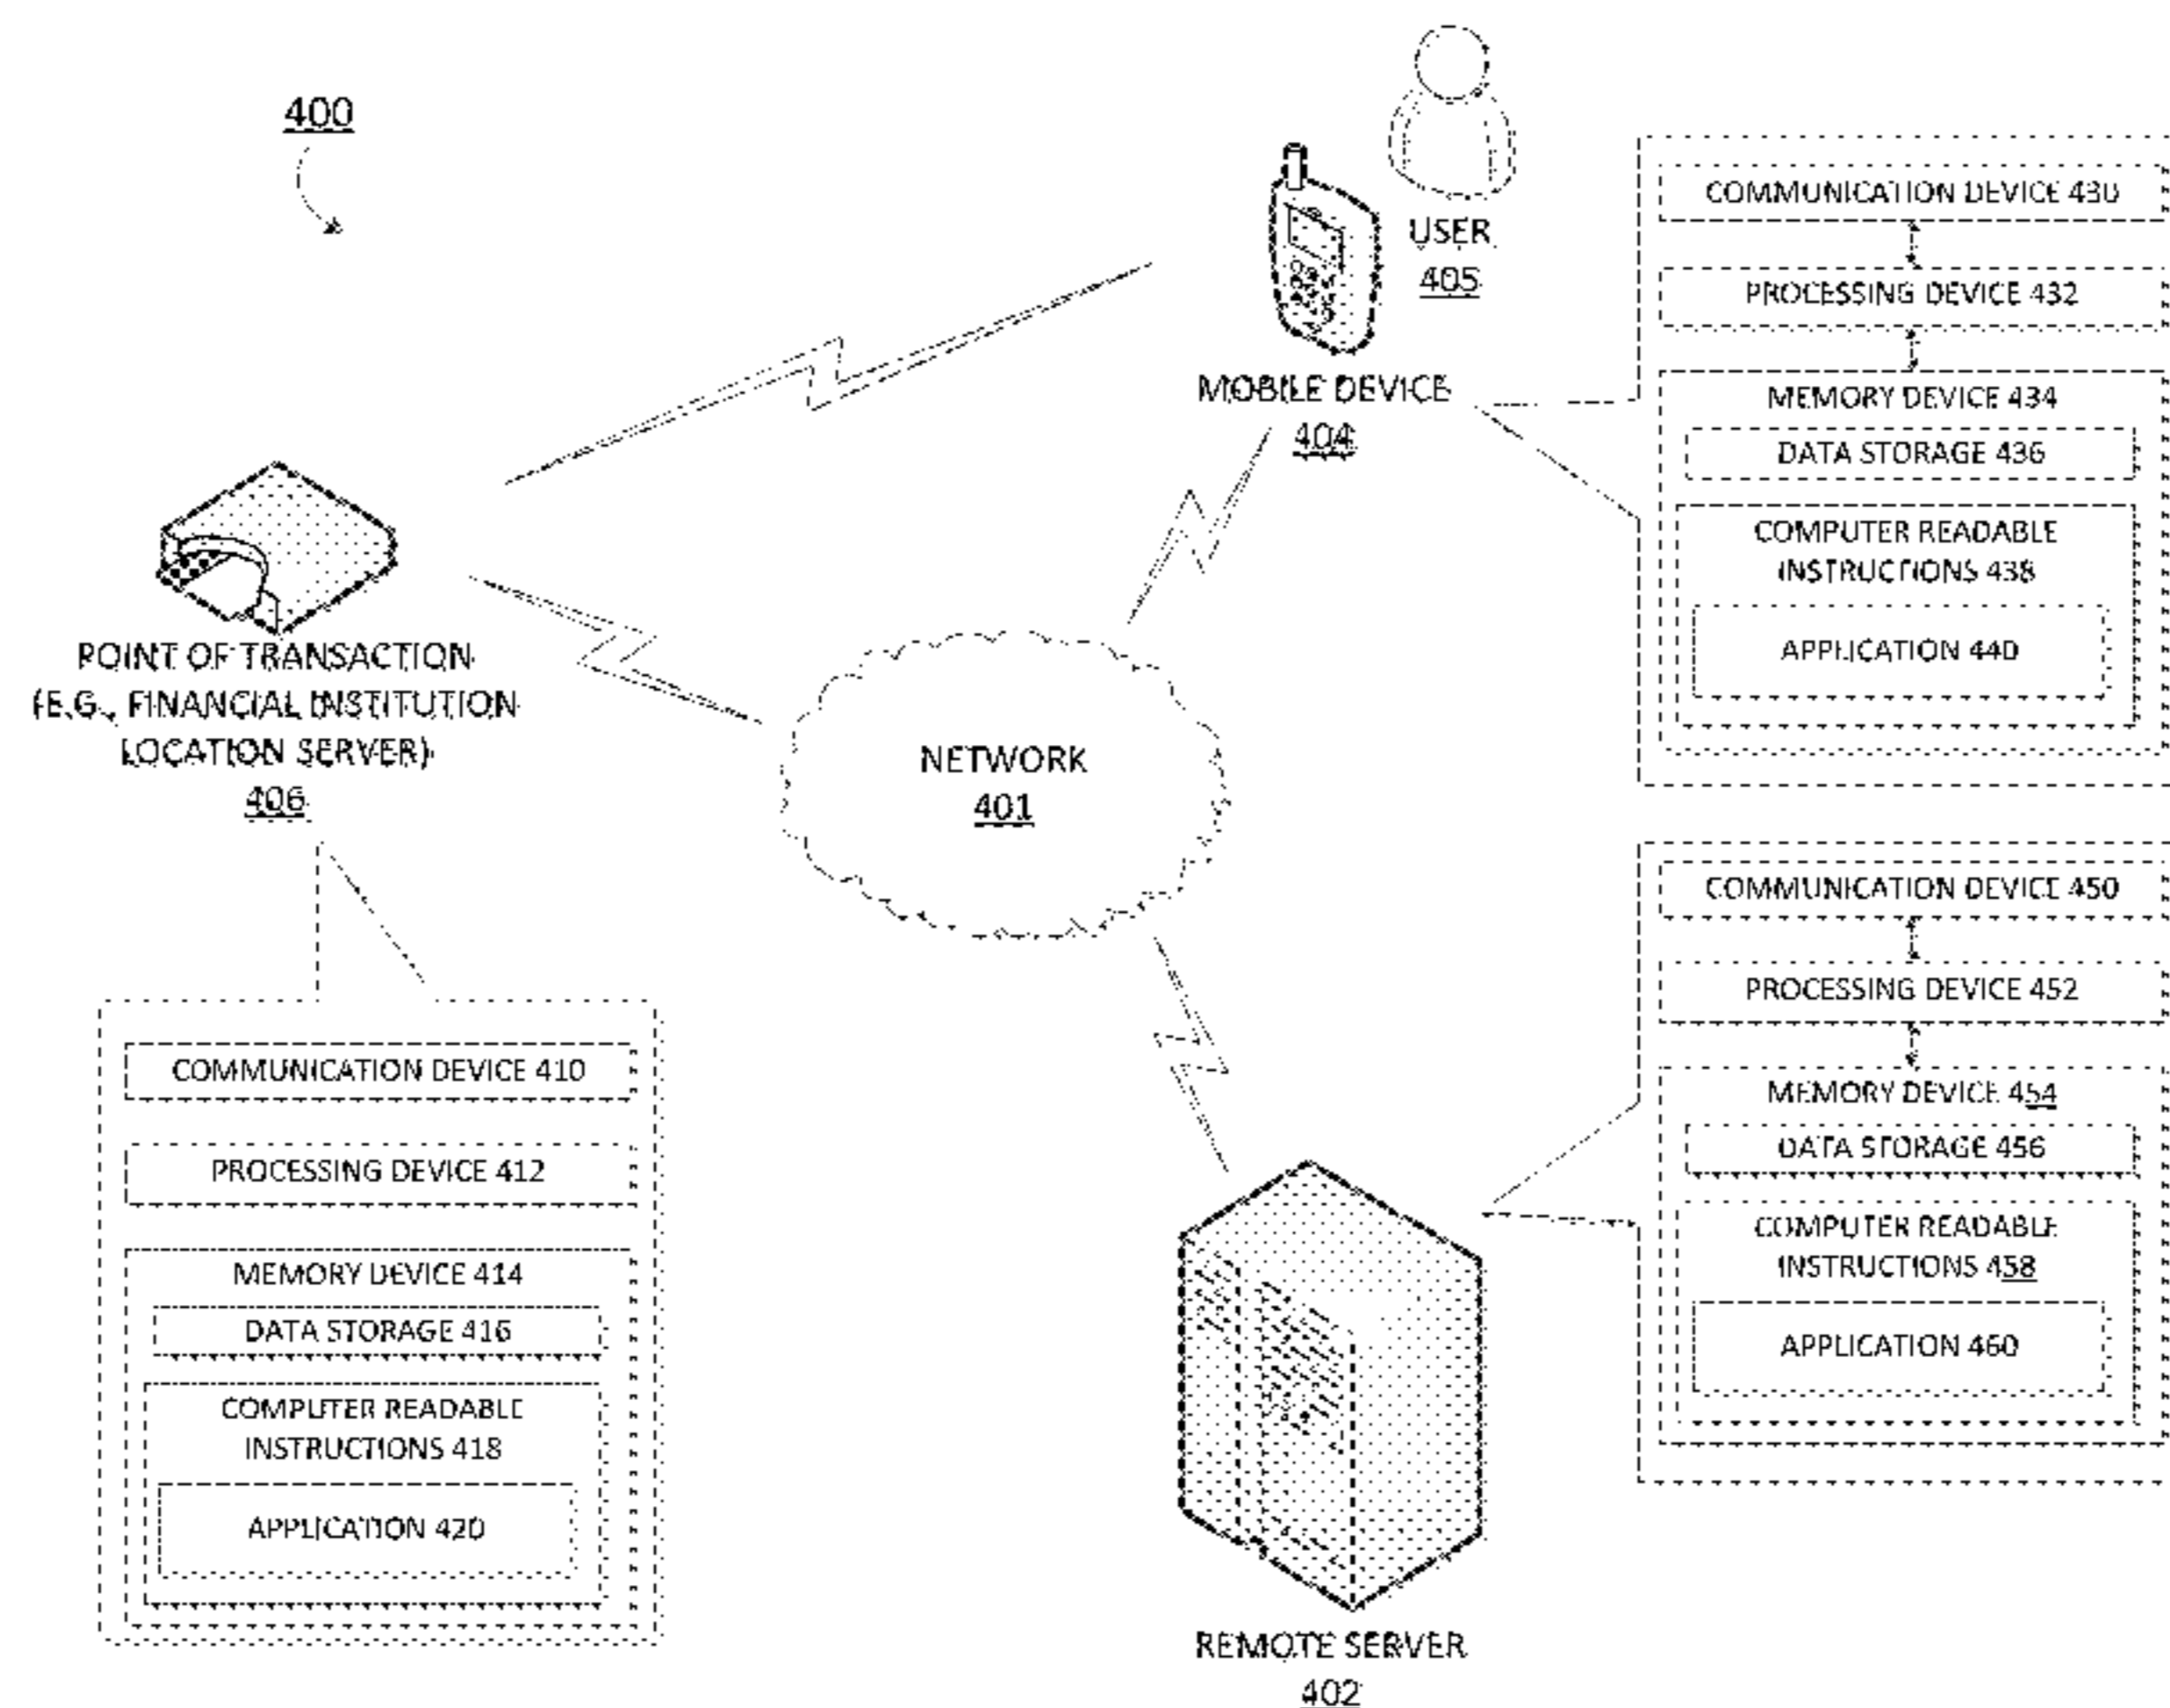 400
USER
405
MOBILE DEVICE
404
COMMUNICATION DEVICE 430
PROCESSING DEVICE 432
MEMORY DEVICE 434
DATA STORAGE 436
COMPUTER READABLE
INSTRUCTIONS 438
APPLICATION 440
POINT OF TRANSACTION
(E.G., FINANCIAL INSTITUTION
LOCATION SERVER)
406
NETWORK
401
COMMUNICATION DEVICE 410
PROCESSING DEVICE 412
MEMORY DEVICE 414
DATA STORAGE 416
COMPUTER READABLE
INSTRUCTIONS 418
APPLICATION 420
COMMUNICATION DEVICE 450
PROCESSING DEVICE 452
MEMORY DEVICE 454
DATA STORAGE 456
COMPUTER READABLE
INSTRUCTIONS 458
APPLICATION 460
REMOTE SERVER
402